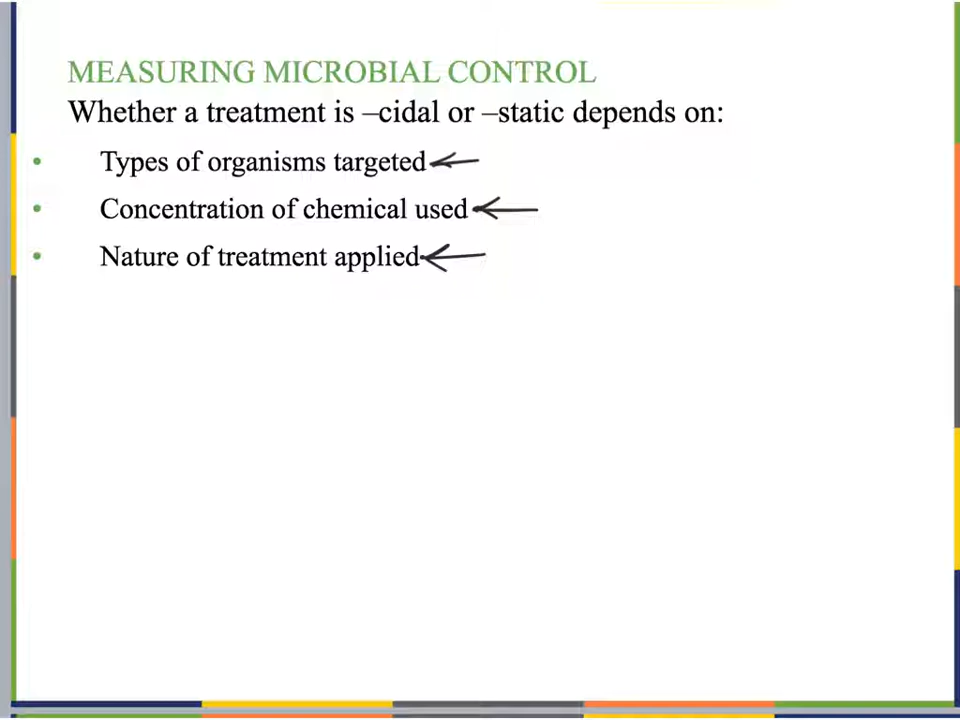 MEASURING MICROBIAL CONTROL
Whether a treatment is –cidal or –static depends on:
• Types of organisms targeted
• Concentration of chemical used
• Nature of treatment applied